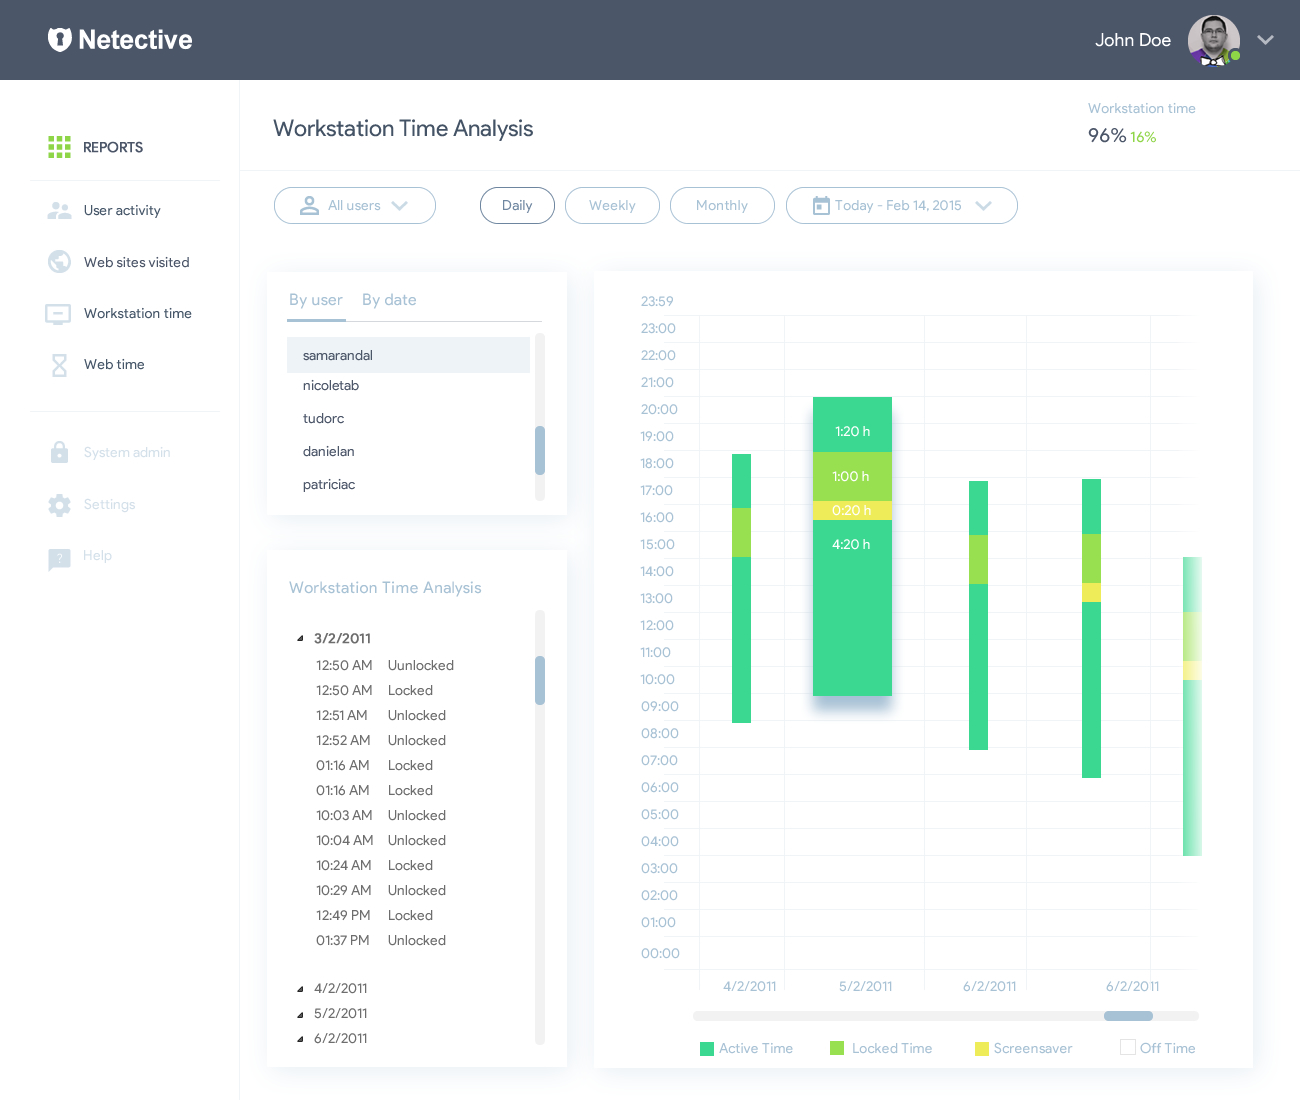 Netective
John Doe
REPORTS
User activity
Web sites visited
Workstation time
Web time
System admin
Settings
Help
Workstation Time Analysis
Workstation time
96% 16%
All users
Daily
Weekly
Monthly
Today - Feb 14, 2015
By user By date
samarandal
nicoletab
tudorc
danielan
patriciac
Workstation Time Analysis
3/2/2011
12:50 AM Uunlocked
12:50 AM Locked
12:51 AM Unlocked
12:52 AM Unlocked
01:16 AM Locked
01:16 AM Locked
10:03 AM Unlocked
10:04 AM Unlocked
10:24 AM Locked
10:29 AM Unlocked
12:49 PM Locked
01:37 PM Unlocked
4/2/2011
5/2/2011
6/2/2011
23:59
23:00
22:00
21:00
20:00
19:00
18:00
17:00
16:00
15:00
14:00
13:00
12:00
11:00
10:00
09:00
08:00
07:00
06:00
05:00
04:00
03:00
02:00
01:00
00:00
1:20 h
1:00 h
0:20 h
4:20 h
4/2/2011 5/2/2011 6/2/2011 6/2/2011
Active Time Locked Time Screensaver Off Time